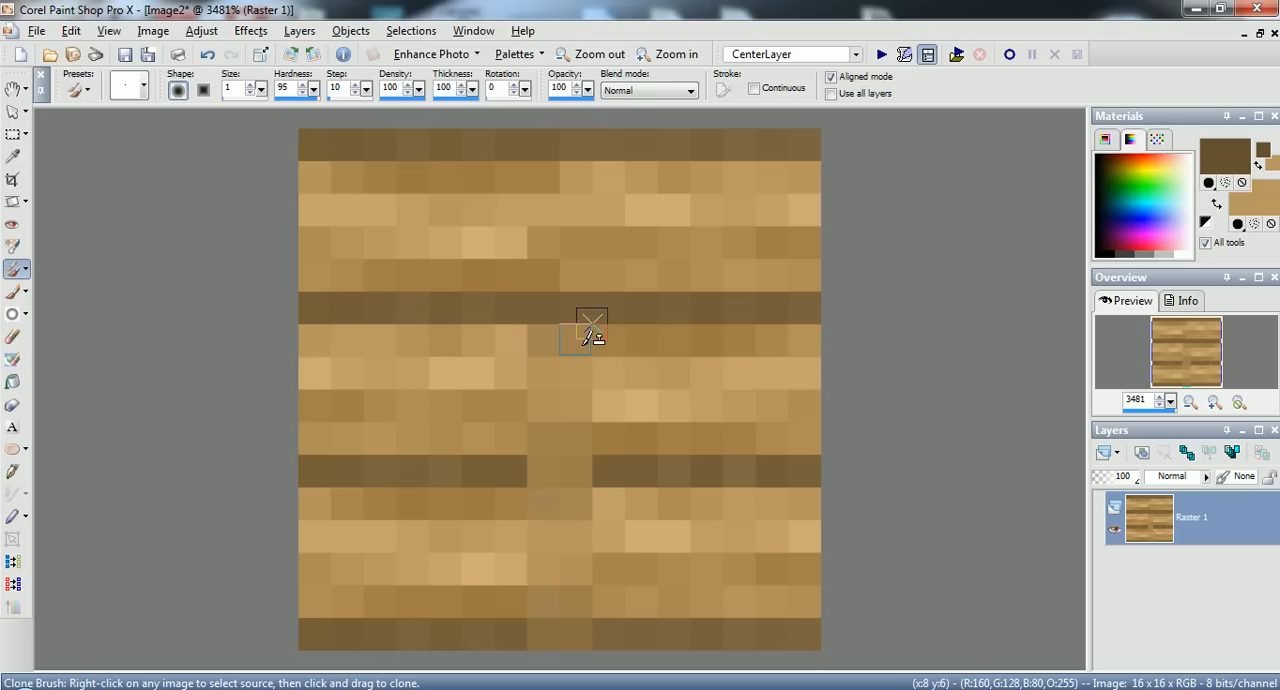 Corel Paint Shop Pro X - [Image2* @ 3481% (Raster 1)]
File Edit View Image Adjust Effects Layers Objects Selections Window Help
Enhance Photo Palettes Zoom out Zoom in CenterLayer
Presets: Shape: Size: Hardness: Step: Density: Thickness: Rotation: Opacity: Blend mode: Stroke: Aligned mode
1 95 10 100 100 0 100 Normal Continuous Use all layers
Materials
All tools
Overview
Preview Info
3481
Layers
100 Normal None
Raster 1
A
Clone Brush: Right-click on any image to select source, then click and drag to clone.
(x:8 y:6) -- (R:160,G:128,B:80,O:255) -- Image: 16 x 16 x RGB - 8 bits/channel